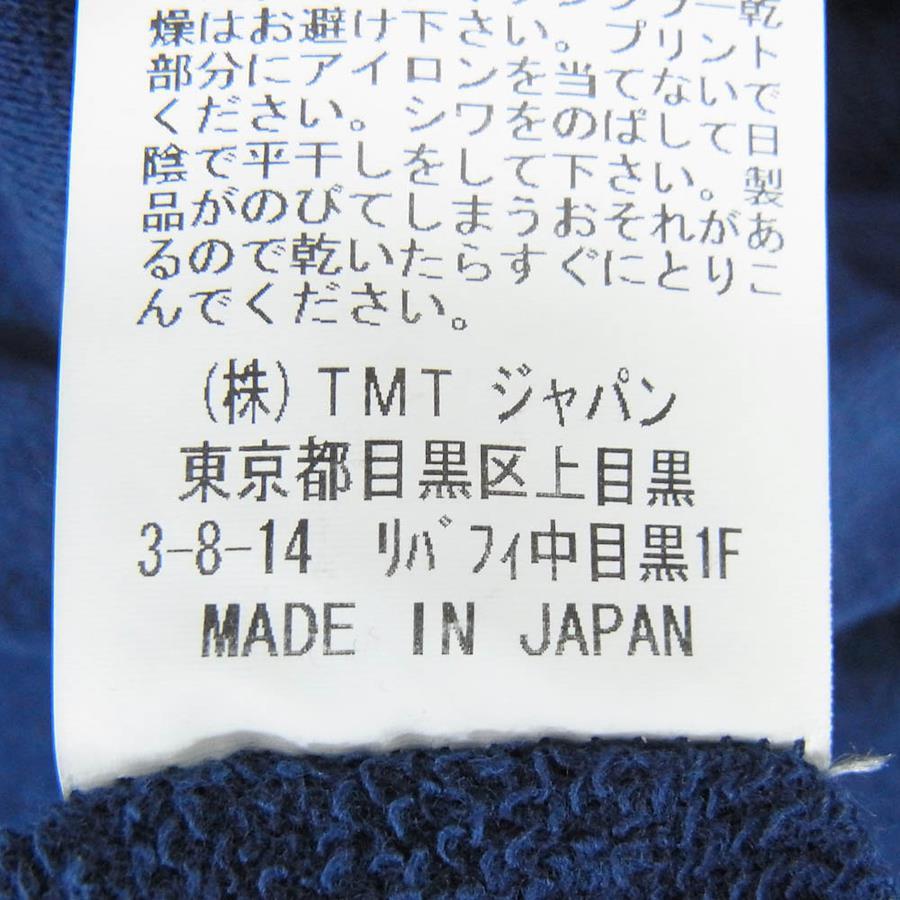 乾
燥はお避け下さい。プリント
部分にアイロンを当てないで
ください。シワをのばして日
陰で平干しをして下さい。製
品がのびてしまうおそれがあ
るので乾いたらすぐにとりこ
んでください。
(株)TMT ジャパン
東京都目黒区上目黒
3-8-14 リバフィ中目黒1F
MADE IN JAPAN